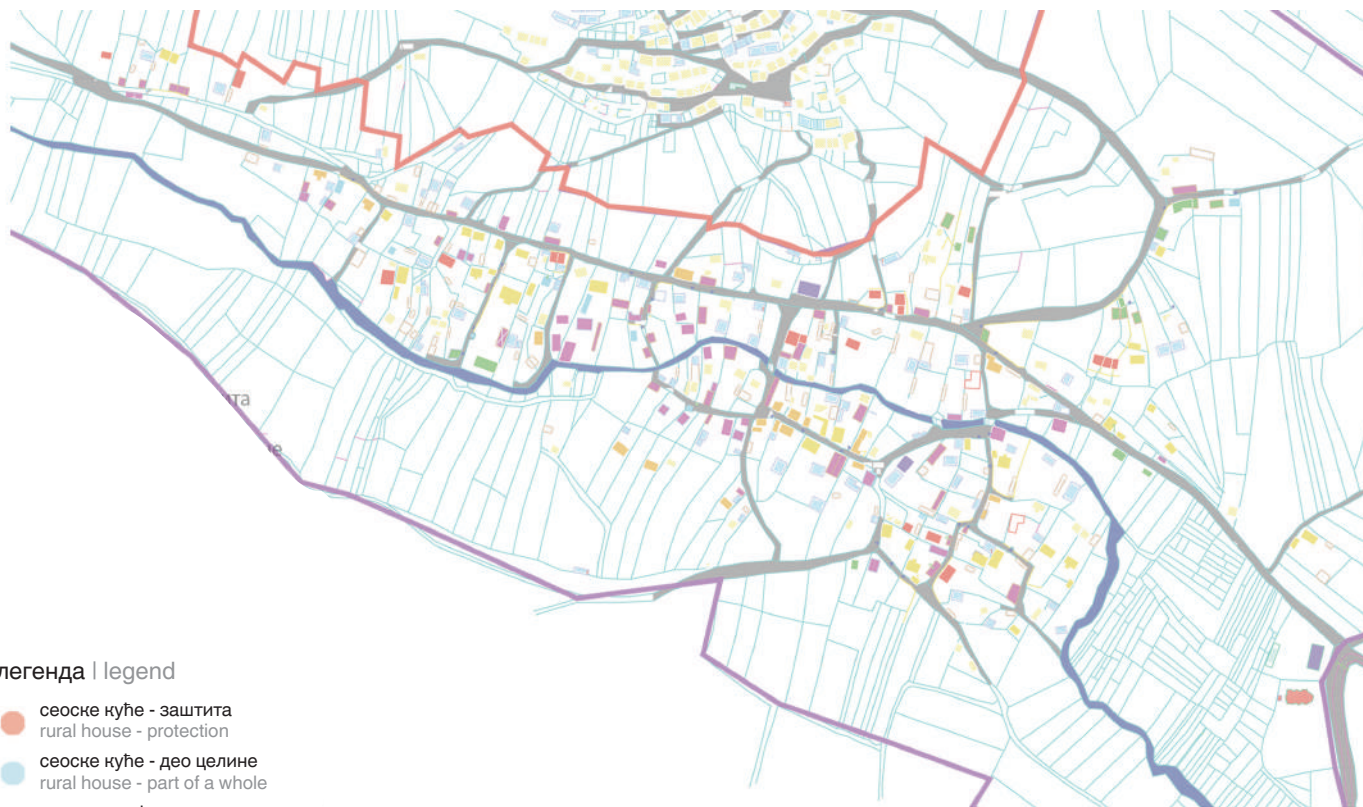 легенда | legend
сеоске куће - заштита
rural house - protection
сеоске куће - део целине
rural house - part of a whole